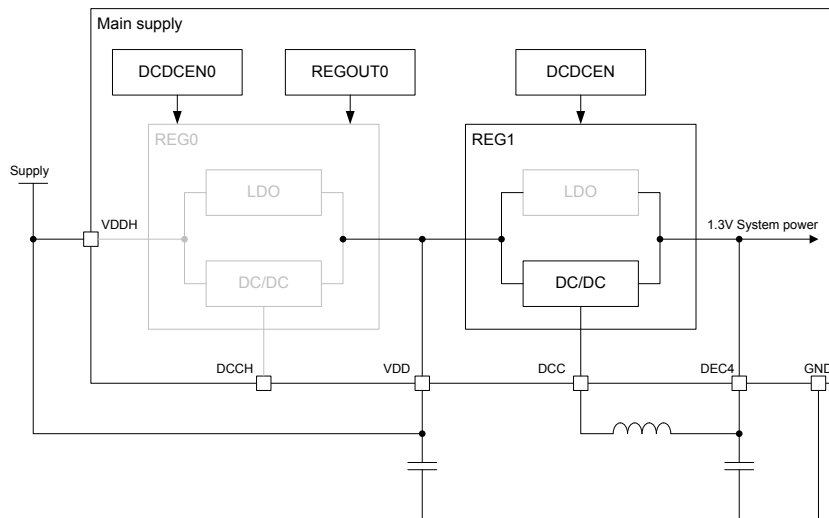 Main supply
DCDCEN0
REGOUT0
DCDCEN
REG0
REG1
Supply
LDO
LDO
VDDH
1.3V System power
DC/DC
DC/DC
DCCH
VDD
DCC
DEC4
GND